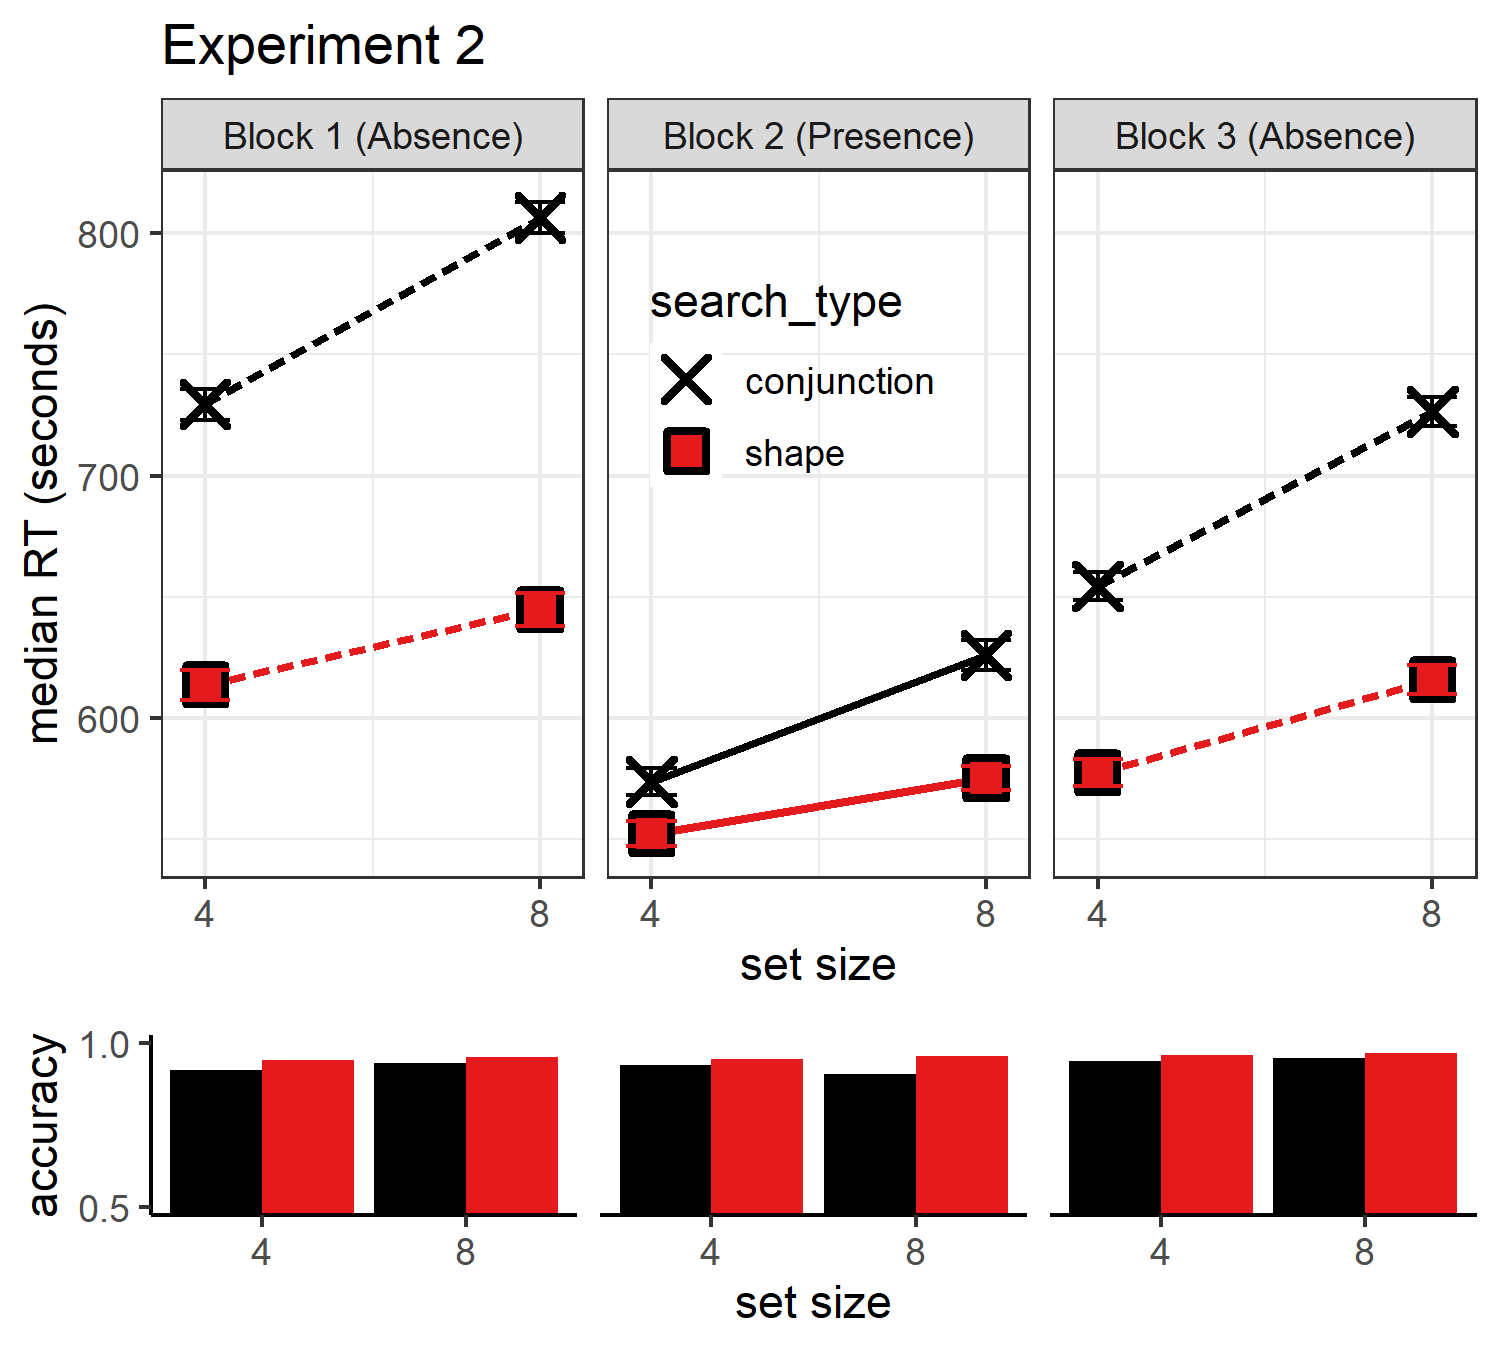 Experiment 2
Block 1 (Absence)
Block 2 (Presence)
Block 3 (Absence)
median RT (seconds)
800
700
600
search_type
conjunction
shape
4
8
4
8
4
8
set size
accuracy
1.0
0.5
4
8
4
8
4
8
set size